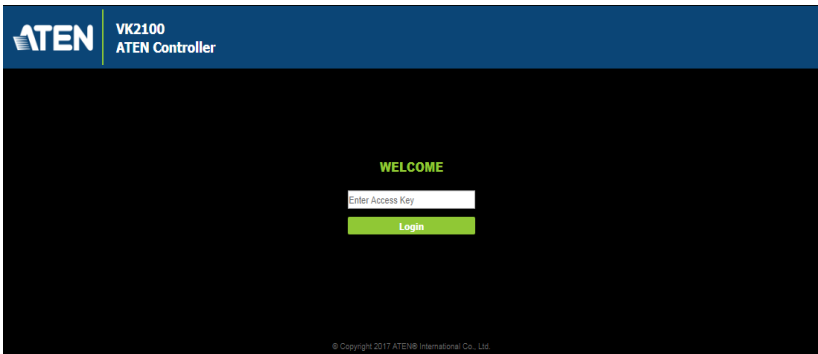 ATEN
VK2100
ATEN Controller
WELCOME
Enter Access Key
Login
© Copyright 2017 ATEN® International Co., Ltd.